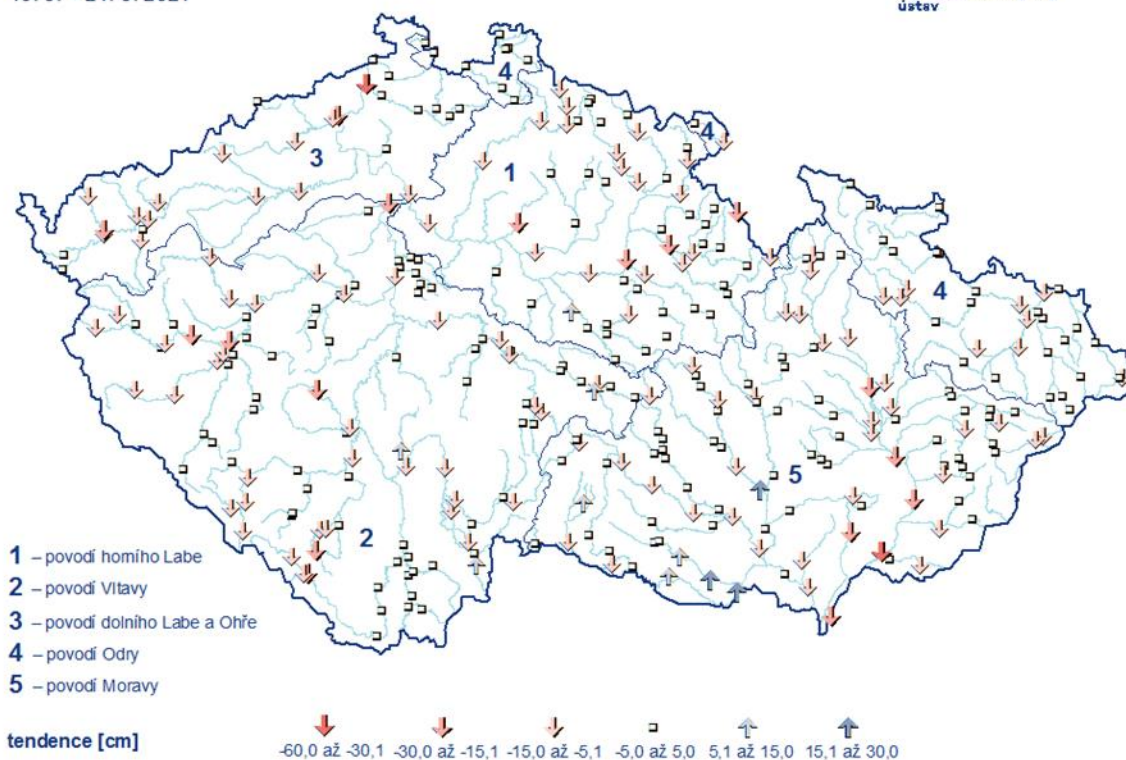 ústav
4
4
3
1
4
5
2
1 – povodí horního Labe
2 – povodí Vltavy
3 – povodí dolního Labe a Ohře
4 – povodí Odry
5 – povodí Moravy
tendence [cm]
-60,0 až -30,1 -30,0 až -15,1 -15,0 až -5,1 -5,0 až 5,0 5,1 až 15,0 15,1 až 30,0